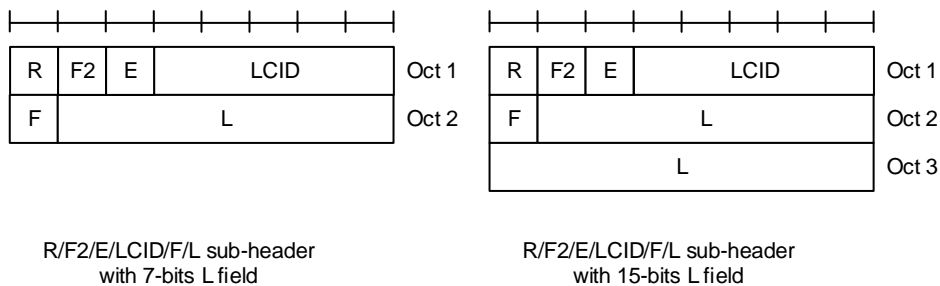 R F2 E LCID Oct 1
F L Oct 2
R/F2/E/LCID/F/L sub-header
with 7-bits L field
R F2 E LCID Oct 1
F L Oct 2
L Oct 3
R/F2/E/LCID/F/L sub-header
with 15-bits L field